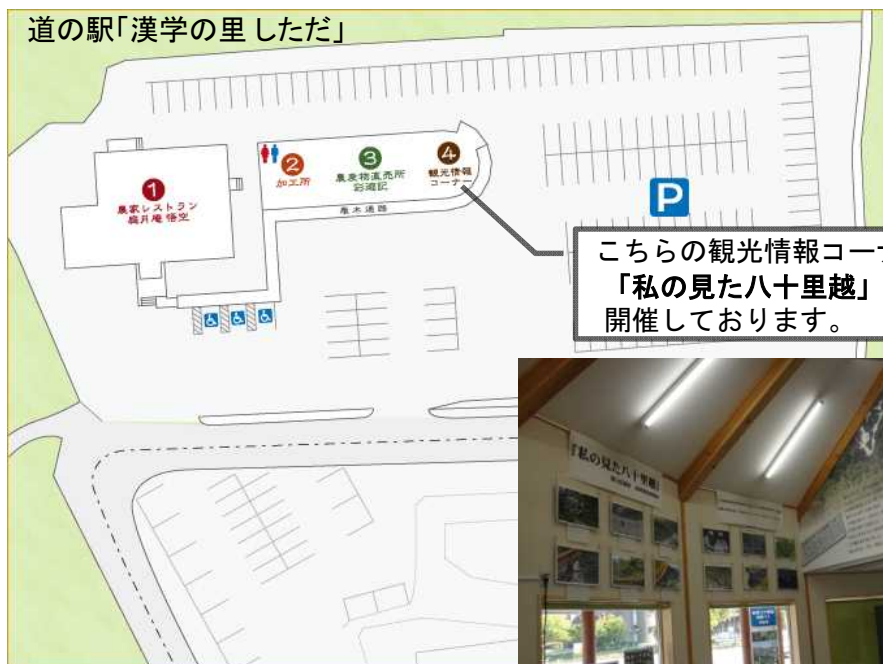 道の駅「漢学の里しただ」
1
農家レストラン
庭月庵悟空
2
加工所
3
農産物直売所
彩遊記
4
観光情報
コーナー
雁木通路
P
こちらの観光情報コーナ
「私の見た八十里越」
開催しております。
「私の見た八十里越」